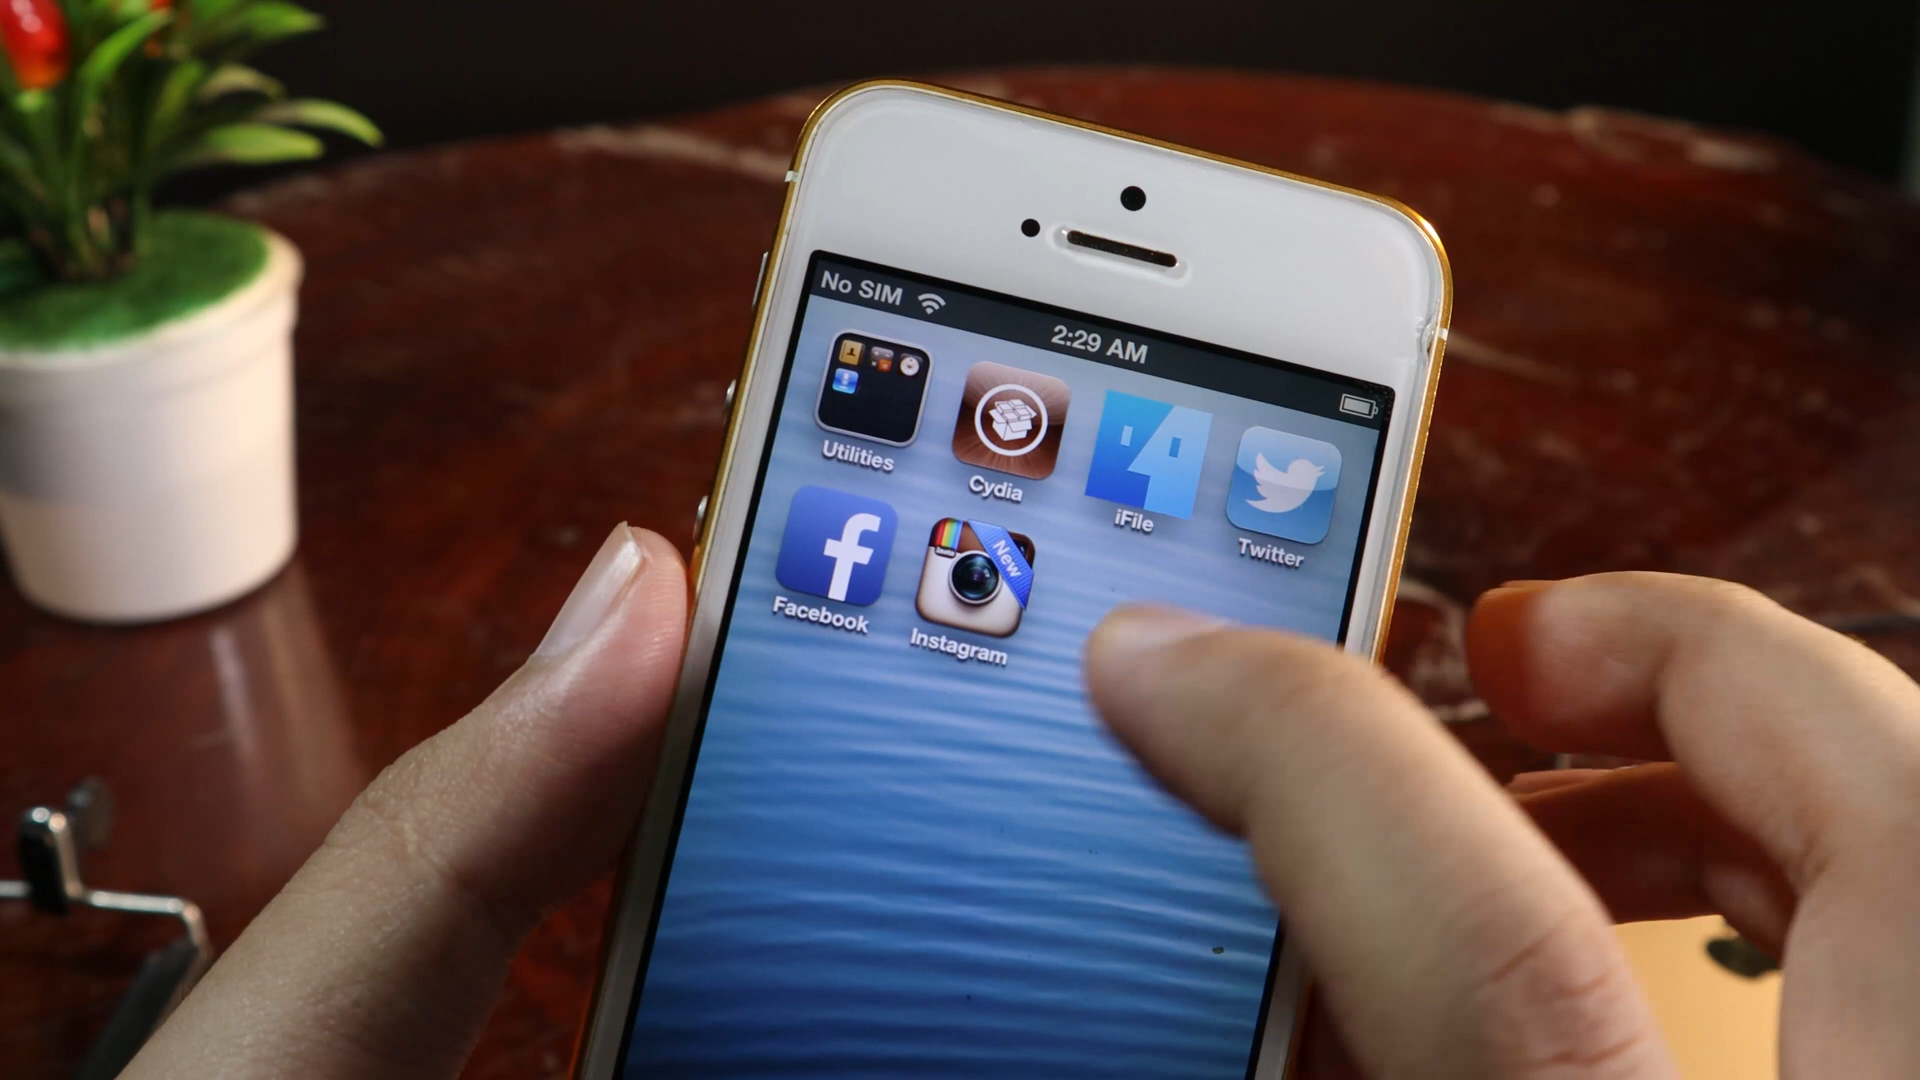 No SIM
2:29 AM
Utilities
Cydia
iFile
Twitter
Facebook
Instagram
New